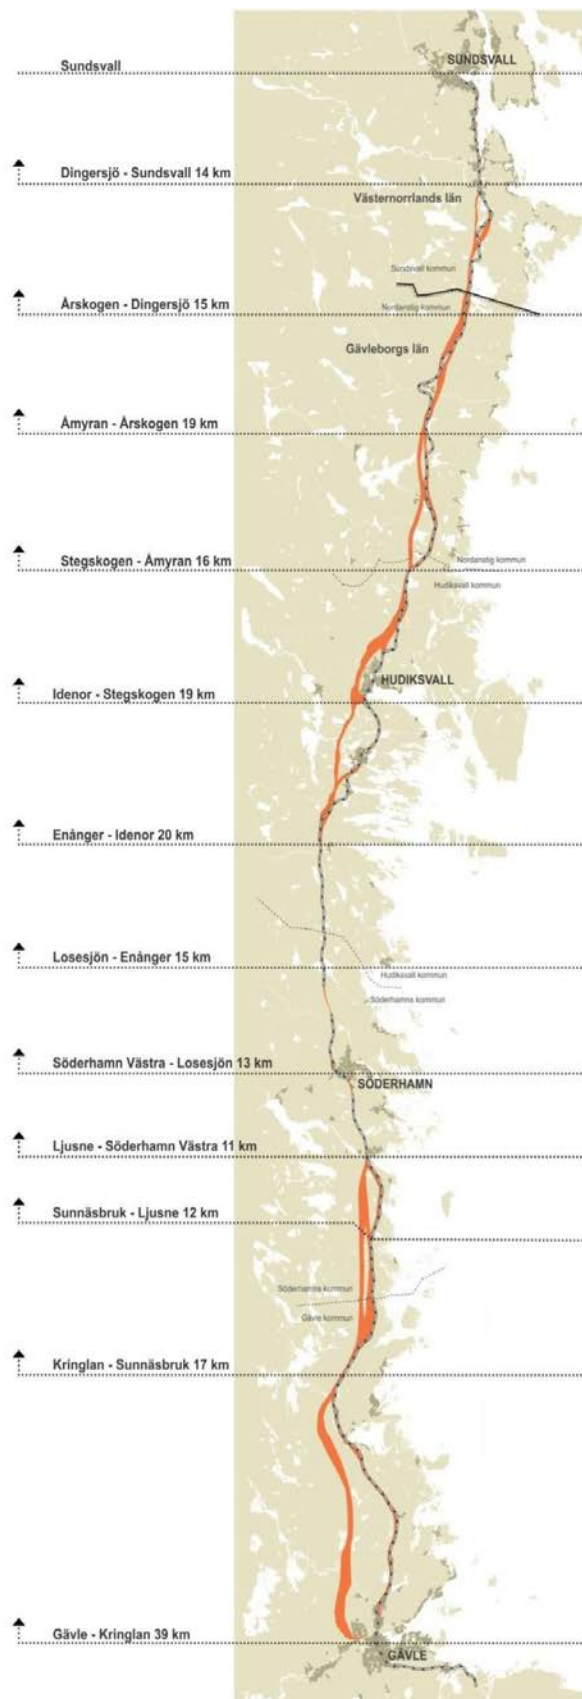 Sundsvall
SUNDSVALL
Dingersjö - Sundsvall 14 km
Västernorrlands län
Sundsvall kommun
Nordanstig kommun
Årskogen - Dingersjö 15 km
Gävleborgs län
Åmyran - Årskogen 19 km
Stegskogen - Åmyran 16 km
Nordanstig kommun
Hudiksvall kommun
HUDIKSVALL
Idenor - Stegskogen 19 km
Enånger - Idenor 20 km
Losesjön - Enånger 15 km
Hudiksvall kommun
Söderhamns kommun
Söderhamn Västra - Losesjön 13 km
SÖDERHAMN
Ljusne - Söderhamn Västra 11 km
Sunnäsbruk - Ljusne 12 km
Söderhamns kommun
Gävle kommun
Kringlan - Sunnäsbruk 17 km
Gävle - Kringlan 39 km
GÄVLE